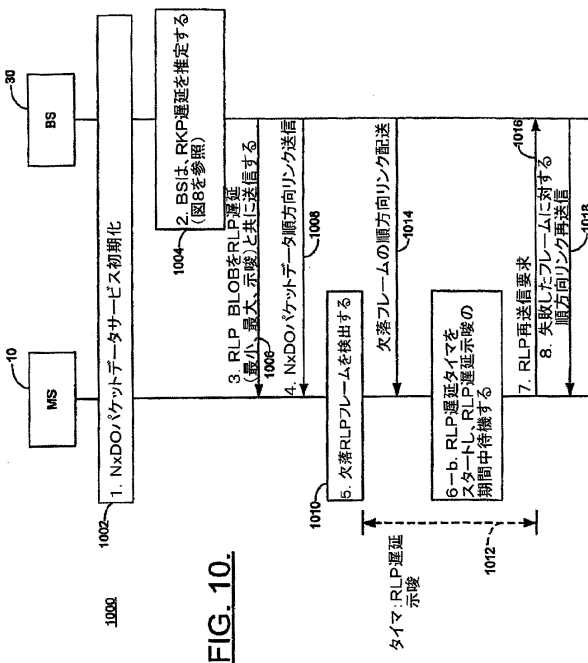 FIG. 10.
1000
MS
10
BS
30
1. NxDOパケットデータサービス初期化
1002
2. BSは、RKP遅延を推定する
(図8を参照)
1004
3. RLP BLOBをRLP遅延
(最小、最大、示唆)と共に送信する
1006
4. NxDOパケットデータ順方向リンク送信
1008
5. 欠落RLPフレームを検出する
1010
欠落フレームの順方向リンク配送
1014
6-b. RLP遅延タイマを
スタートし、RLP遅延示唆の
期間中待機する
タイマ:RLP遅延
示唆
1012
7. RLP再送信要求
1016
8. 失敗したフレームに対する
順方向リンク再送信
1018